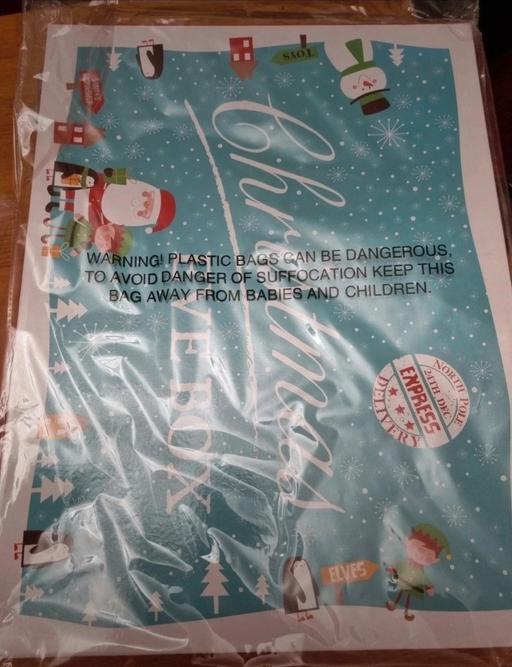 WARNING! PLASTIC BAGS CAN BE DANGEROUS,
TO AVOID DANGER OF SUFFOCATION KEEP THIS
BAG AWAY FROM BABIES AND CHILDREN.
Christmas
BOX
TOYS
NORTH POLE
24TH DEC
EXPRESS
DELIVERY
ELVES